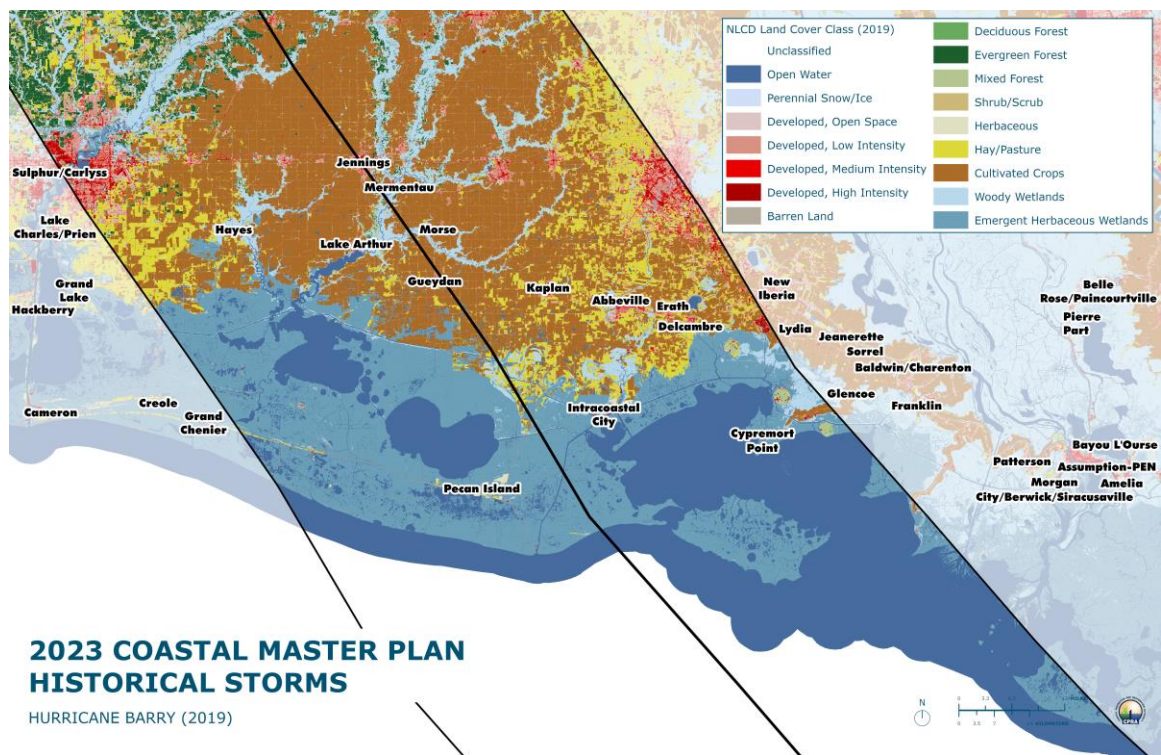 NLCD Land Cover Class (2019)
Unclassified
Open Water
Perennial Snow/Ice
Developed, Open Space
Developed, Low Intensity
Developed, Medium Intensity
Developed, High Intensity
Barren Land
Deciduous Forest
Evergreen Forest
Mixed Forest
Shrub/Scrub
Herbaceous
Hay/Pasture
Cultivated Crops
Woody Wetlands
Emergent Herbaceous Wetlands
Sulphur/Carlyss
Jennings
Mermentau
Lake
Charles/Prien
Hayes
Lake Arthur
Morse
Grand
Lake
Hackberry
Gueydan
Kaplan
Abbeville
Erath
Delcambre
New
Iberia
Lydia
Jeanerette
Sorrel
Baldwin/Charenton
Belle
Rose/Paincourtville
Pierre
Part
Cameron
Creole
Grand
Chenier
Intracoastal
City
Cypremort
Point
Glencoe
Franklin
Pecan Island
Bayou L'Ourse
Patterson
Assumption-PEN
Morgan
Amelia
City/Berwick/Siracusaville
2023 COASTAL MASTER PLAN
HISTORICAL STORMS
HURRICANE BARRY (2019)
N